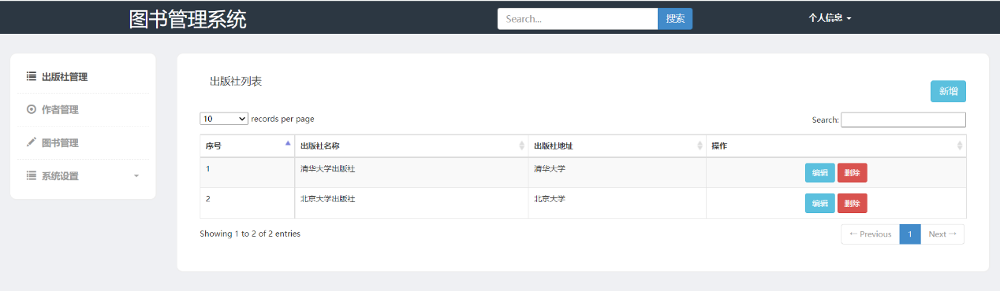 图书管理系统
Search...
搜索
个人信息
出版社管理
作者管理
图书管理
系统设置
出版社列表
新增
10 records per page
Search:
序号 出版社名称 出版社地址 操作
1 清华大学出版社 清华大学 编辑 删除
2 北京大学出版社 北京大学 编辑 删除
Showing 1 to 2 of 2 entries
← Previous 1 Next →